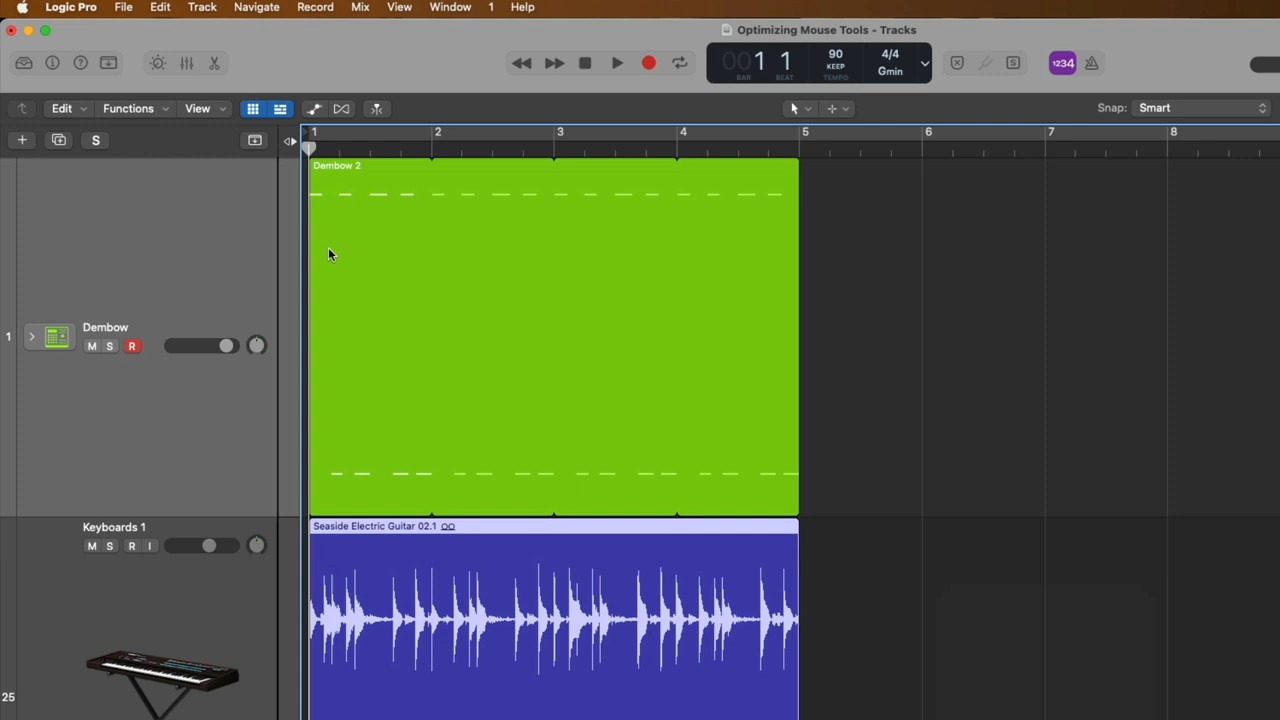 Logic Pro File Edit Track Navigate Record Mix View Window 1 Help
Optimizing Mouse Tools - Tracks
001 1
BAR BEAT
90
KEEP
TEMPO
4/4
Gmin
1234
S
Edit Functions View
Snap: Smart
S
1 2 3 4 5 6 7 8
Dembow 2
1
Dembow
M S R
Seaside Electric Guitar 02.1
Keyboards 1
M S R I
25